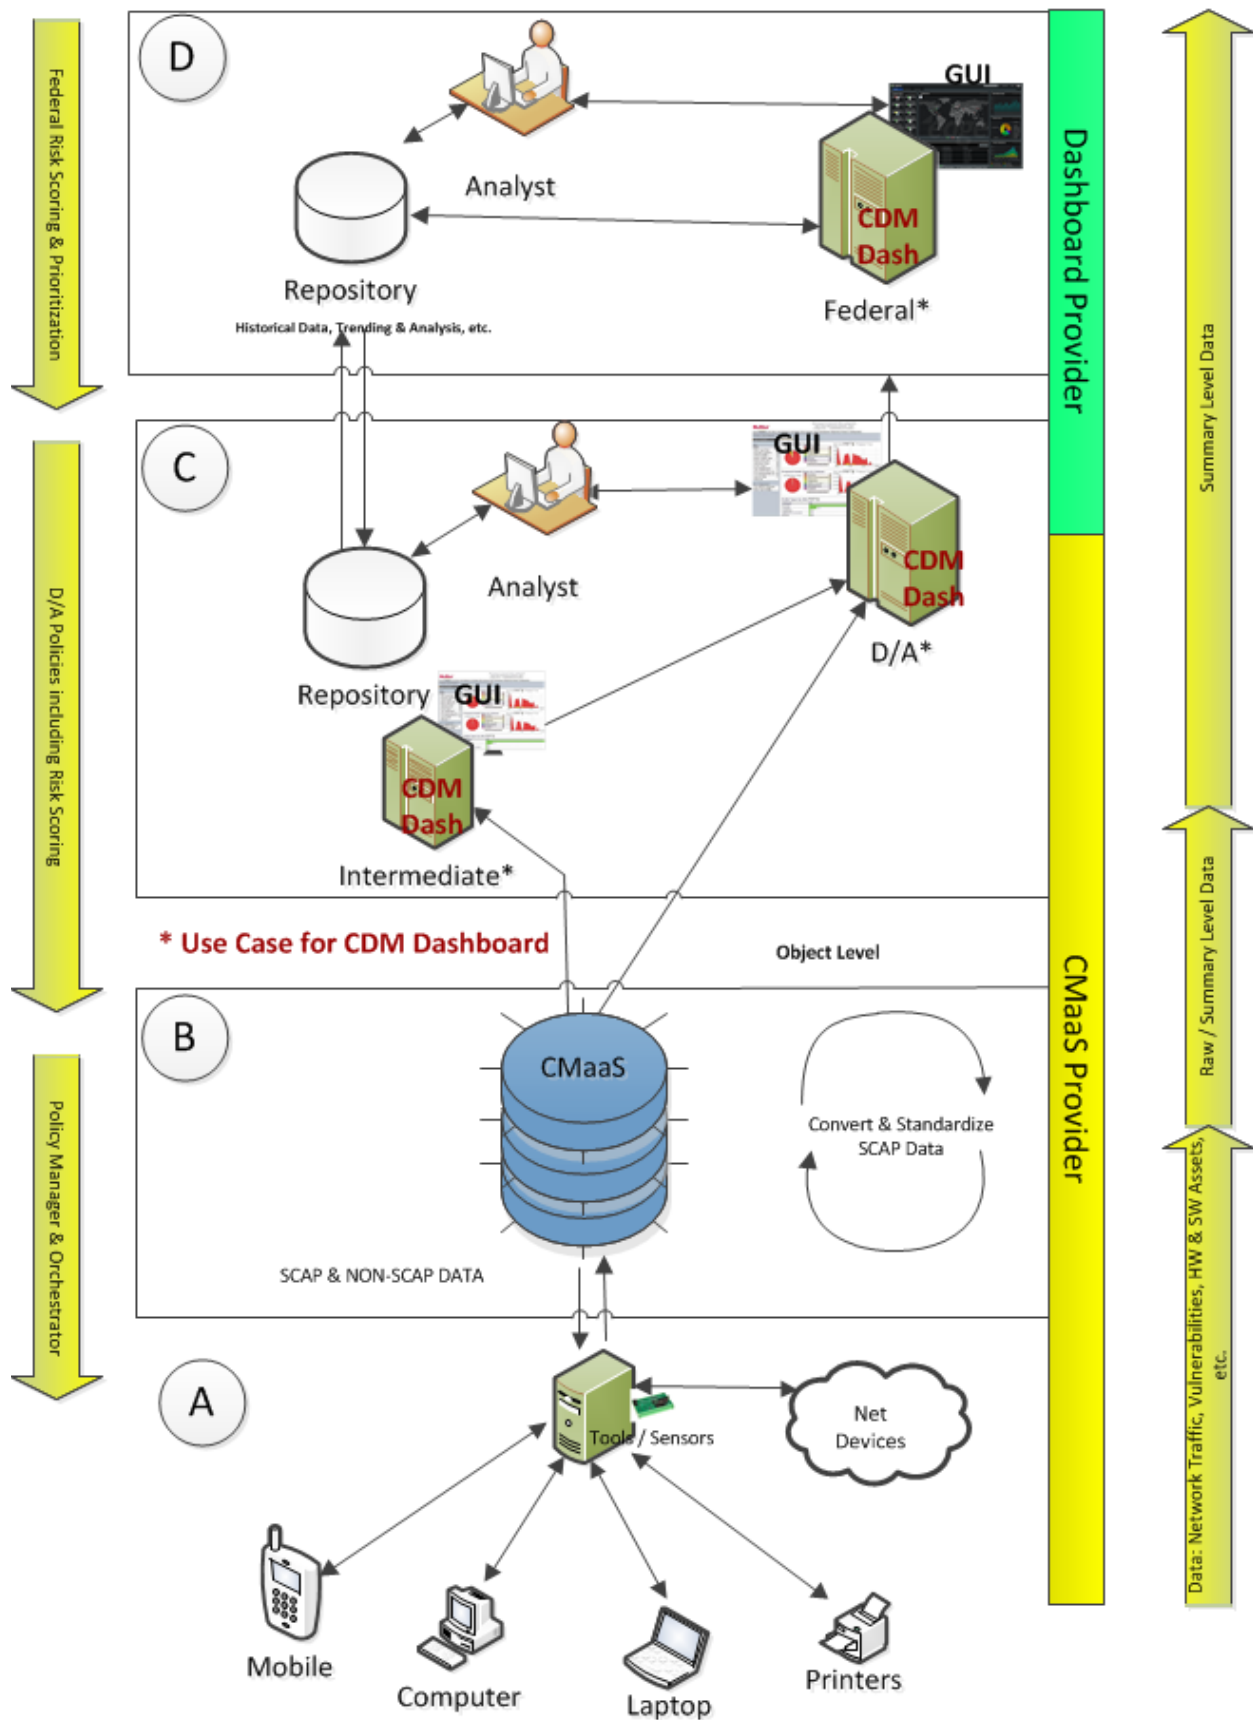 D
GUI
Analyst
CDM
Dash
Repository
Federal*
Historical Data, Trending & Analysis, etc.
Federal Risk Scoring & Prioritization
Dashboard Provider
Summary Level Data
C
GUI
Analyst
CDM
Dash
D/A*
Repository
GUI
CDM
Dash
Intermediate*
D/A Policies including Risk Scoring
* Use Case for CDM Dashboard
Object Level
CMaaS Provider
Raw / Summary Level Data
B
CMaaS
Convert & Standardize
SCAP Data
SCAP & NON-SCAP DATA
Policy Manager & Orchestrator
A
Tools / Sensors
Net
Devices
Data: Network Traffic, Vulnerabilities, HW & SW Assets,
etc.
Mobile
Computer
Laptop
Printers